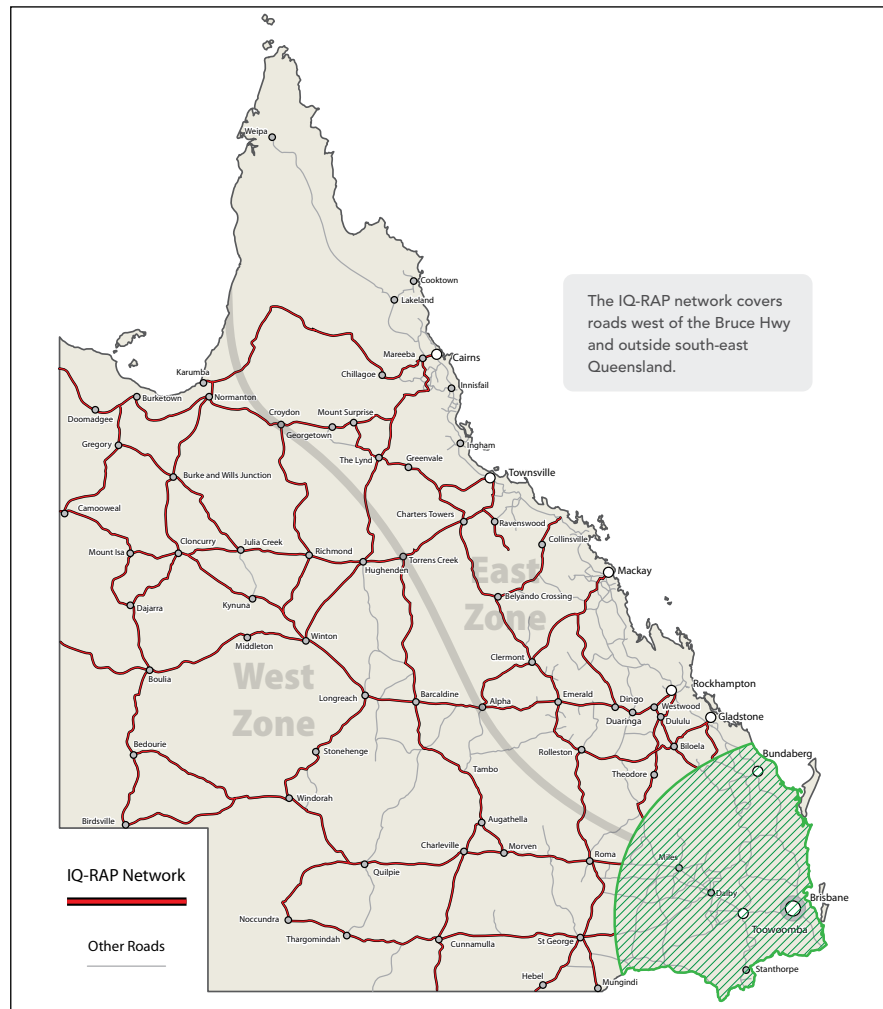 Weipa
Cooktown
Lakeland
The IQ-RAP network covers
roads west of the Bruce Hwy
and outside south-east
Queensland.
Mareeba
Cairns
Karumba
Chillagoe
Innisfail
Burketown
Normanton
Doomadgee
Croydon
Mount Surprise
Georgetown
Gregory
Ingham
The Lynd
Greenvale
Burke and Wills Junction
Townsville
Camooweal
Charters Towers
Ravenswood
Cloncurry
Julia Creek
Collinsville
Mount Isa
Richmond
Torrens Creek
Hughenden
East
Zone
Mackay
Belyando Crossing
Dajarra
Kynuna
Middleton
Winton
Clermont
Boulia
West
Zone
Rockhampton
Longreach
Barcaldine
Alpha
Emerald
Dingo
Westwood
Duaringa
Dululu
Gladstone
Bedourie
Stonehenge
Rolleston
Biloela
Bundaberg
Tambo
Theodore
Windorah
Birdsville
Augathella
Charleville
Morven
Roma
Miles
Quilpie
IQ-RAP Network
Dalby
Brisbane
Noccundra
Toowoomba
Other Roads
Thargomindah
Cunnamulla
St George
Stanthorpe
Hebel
Mungindi